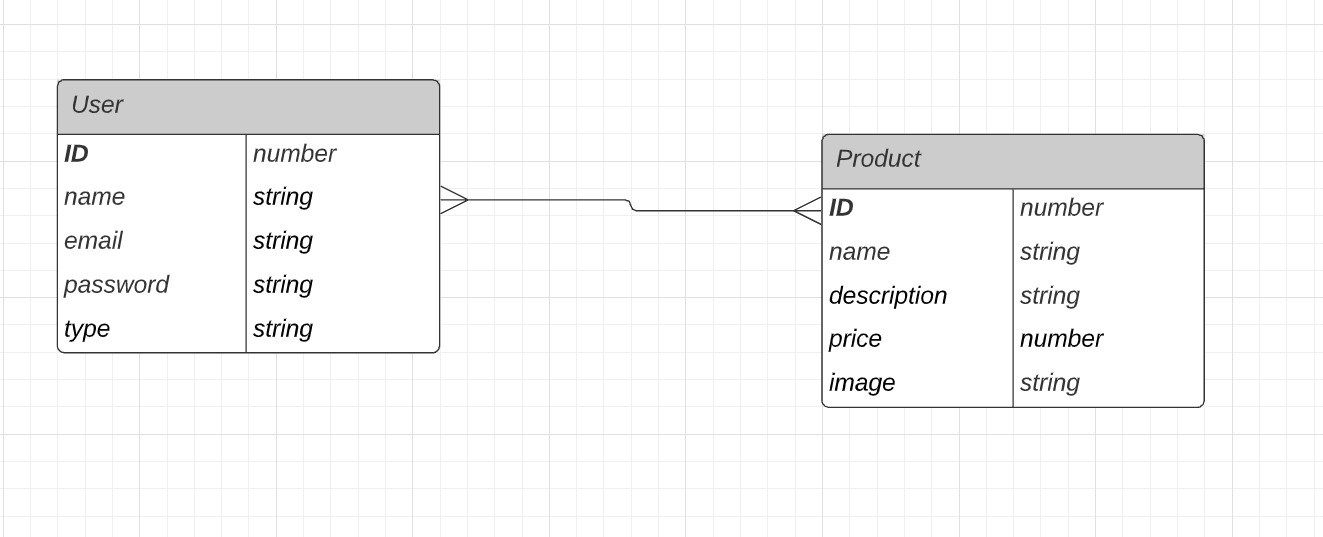 User
ID number
name string
email string
password string
type string
Product
ID number
name string
description string
price number
image string